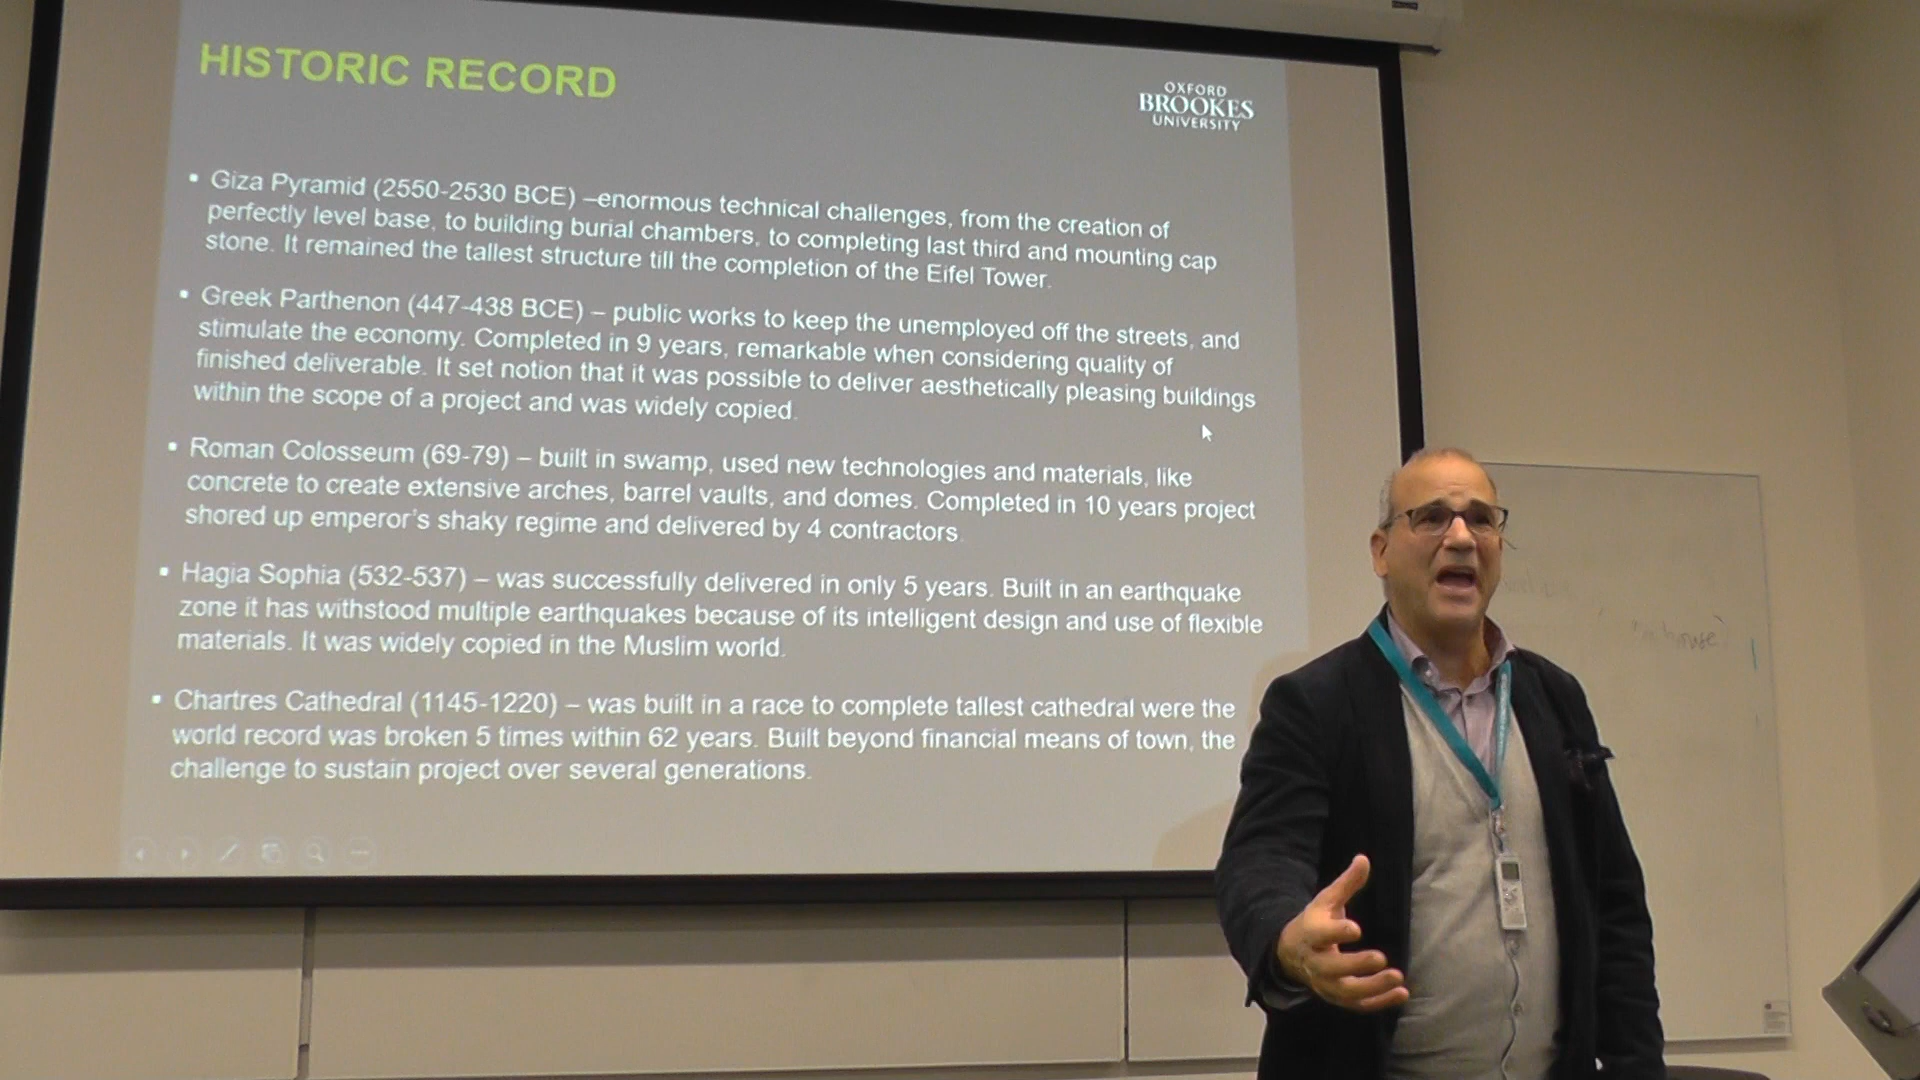 HISTORIC RECORD
OXFORD
BROOKES
UNIVERSITY
▪ Giza Pyramid (2550-2530 BCE) –enormous technical challenges, from the creation of
perfectly level base, to building burial chambers, to completing last third and mounting cap
stone. It remained the tallest structure till the completion of the Eifel Tower.
▪ Greek Parthenon (447-438 BCE) – public works to keep the unemployed off the streets, and
stimulate the economy. Completed in 9 years, remarkable when considering quality of
finished deliverable. It set notion that it was possible to deliver aesthetically pleasing buildings
within the scope of a project and was widely copied.
▪ Roman Colosseum (69-79) – built in swamp, used new technologies and materials, like
concrete to create extensive arches, barrel vaults, and domes. Completed in 10 years project
shored up emperor's shaky regime and delivered by 4 contractors.
▪ Hagia Sophia (532-537) – was successfully delivered in only 5 years. Built in an earthquake
zone it has withstood multiple earthquakes because of its intelligent design and use of flexible
materials. It was widely copied in the Muslim world.
▪ Chartres Cathedral (1145-1220) – was built in a race to complete tallest cathedral were the
world record was broken 5 times within 62 years. Built beyond financial means of town, the
challenge to sustain project over several generations.